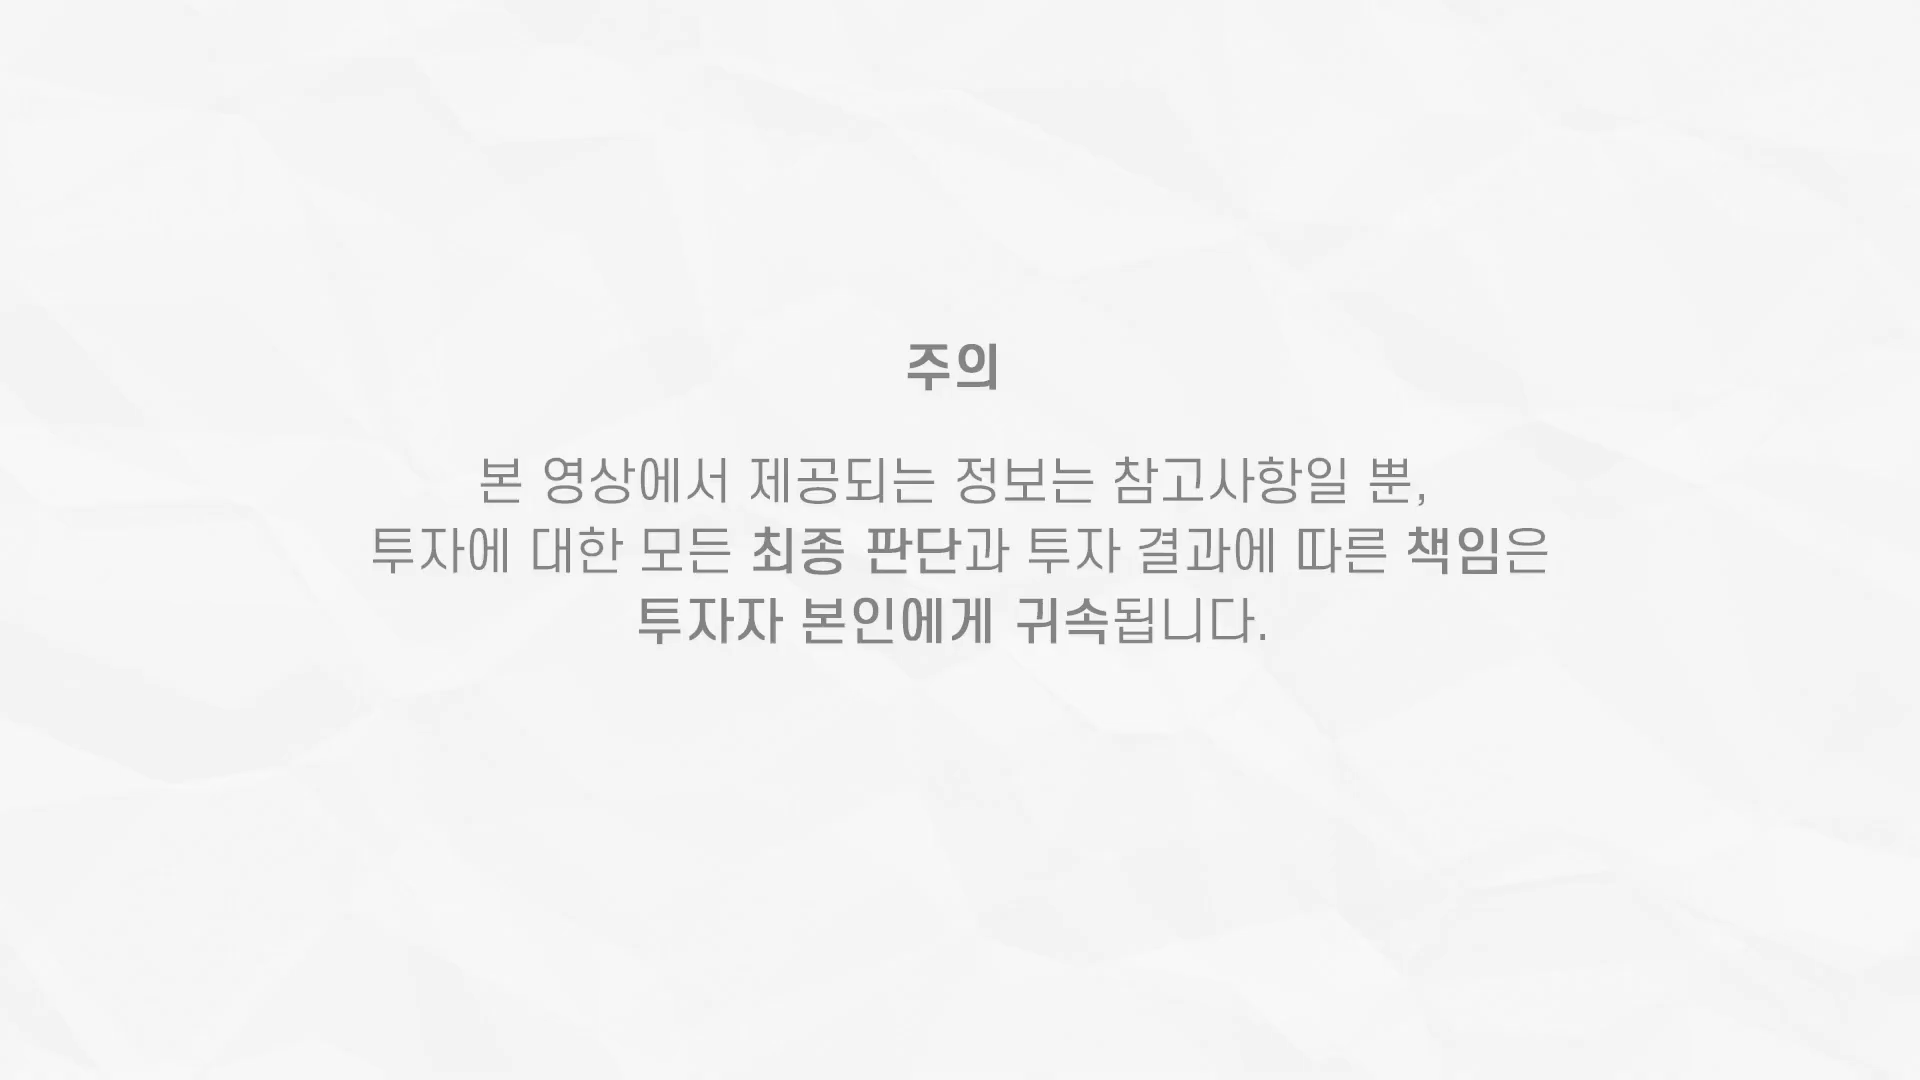 주의
본 영상에서 제공되는 정보는 참고사항일 뿐,
투자에 대한 모든 최종 판단과 투자 결과에 따른 책임은
투자자 본인에게 귀속됩니다.